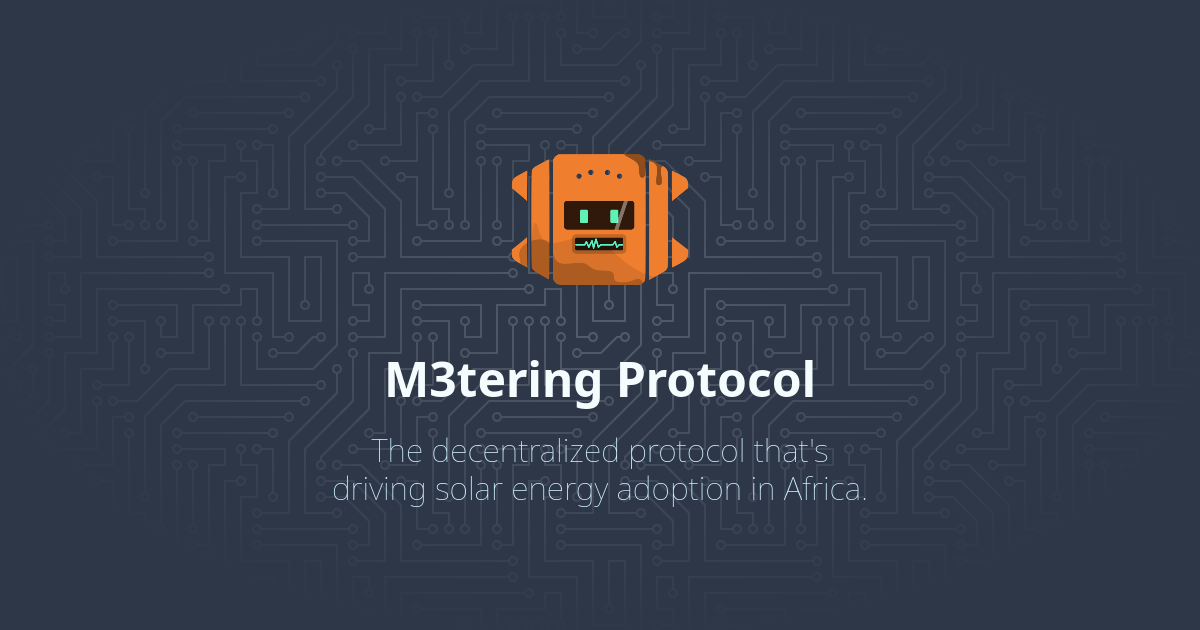 M3tering Protocol
The decentralized protocol that's
driving solar energy adoption in Africa.